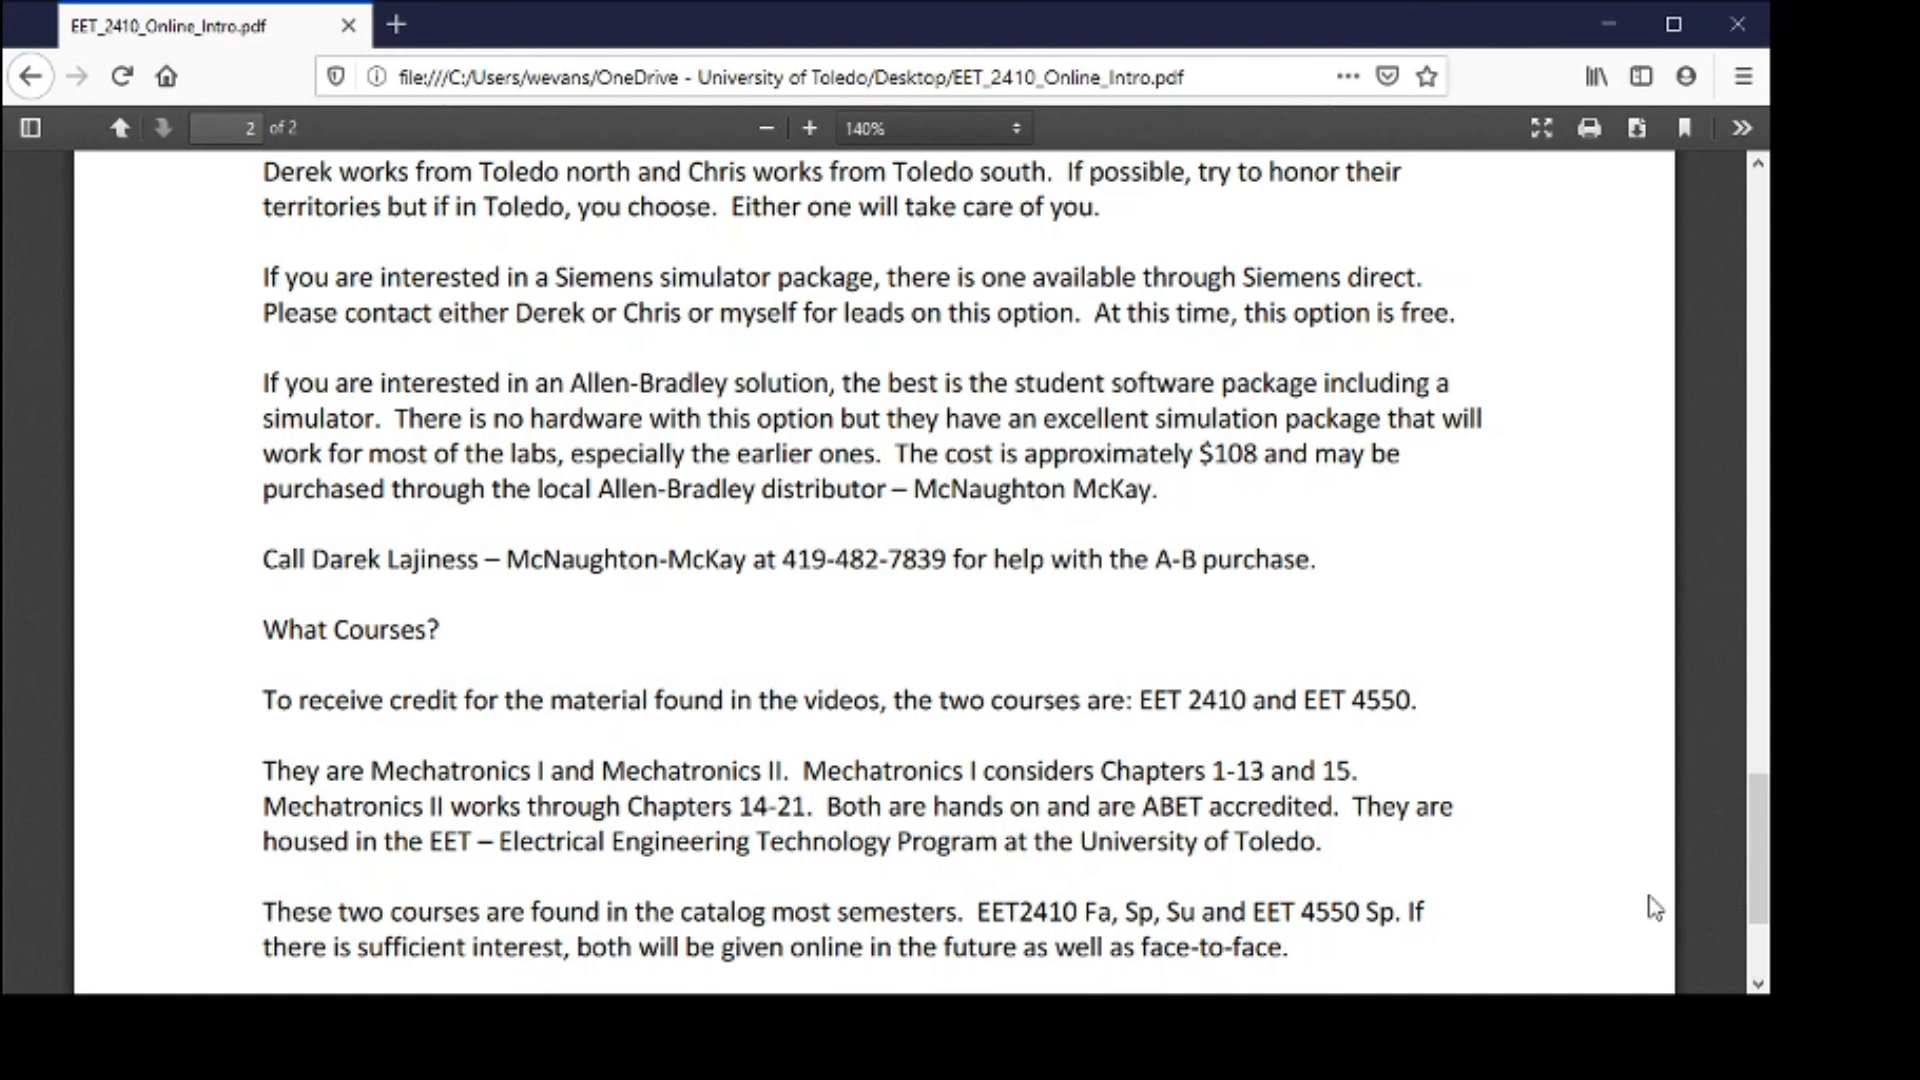 EET_2410_Online_Intro.pdf
file:///C:/Users/wevans/OneDrive - University of Toledo/Desktop/EET_2410_Online_Intro.pdf
2 of 2
140%
Derek works from Toledo north and Chris works from Toledo south.  If possible, try to honor their
territories but if in Toledo, you choose.  Either one will take care of you.
If you are interested in a Siemens simulator package, there is one available through Siemens direct.
Please contact either Derek or Chris or myself for leads on this option.  At this time, this option is free.
If you are interested in an Allen-Bradley solution, the best is the student software package including a
simulator.  There is no hardware with this option but they have an excellent simulation package that will
work for most of the labs, especially the earlier ones.  The cost is approximately $108 and may be
purchased through the local Allen-Bradley distributor – McNaughton McKay.
Call Darek Lajiness – McNaughton-McKay at 419-482-7839 for help with the A-B purchase.
What Courses?
To receive credit for the material found in the videos, the two courses are: EET 2410 and EET 4550.
They are Mechatronics I and Mechatronics II.  Mechatronics I considers Chapters 1-13 and 15.
Mechatronics II works through Chapters 14-21.  Both are hands on and are ABET accredited.  They are
housed in the EET – Electrical Engineering Technology Program at the University of Toledo.
These two courses are found in the catalog most semesters.  EET2410 Fa, Sp, Su and EET 4550 Sp. If
there is sufficient interest, both will be given online in the future as well as face-to-face.